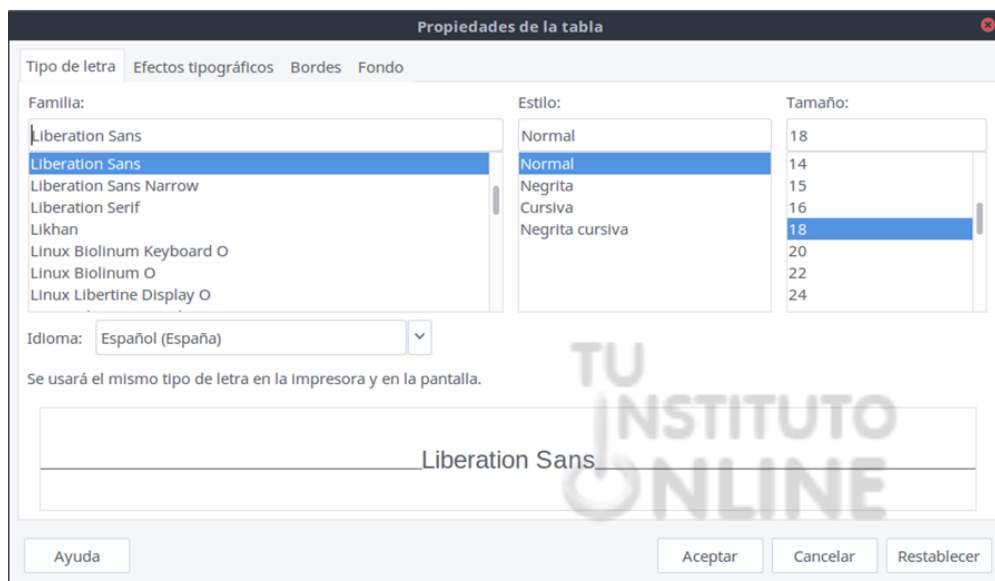 Propiedades de la tabla
Tipo de letra Efectos tipográficos Bordes Fondo
Familia: Estilo: Tamaño:
Liberation Sans Normal 18
Liberation Sans Normal 14
Liberation Sans Narrow Negrita 15
Liberation Serif Cursiva 16
Likhan Negrita cursiva 18
Linux Biolinum Keyboard O 20
Linux Biolinum O 22
Linux Libertine Display O 24
Idioma: Español (España)
Se usará el mismo tipo de letra en la impresora y en la pantalla.
TU
INSTITUTO
ONLINE
Liberation Sans
Ayuda Aceptar Cancelar Restablecer